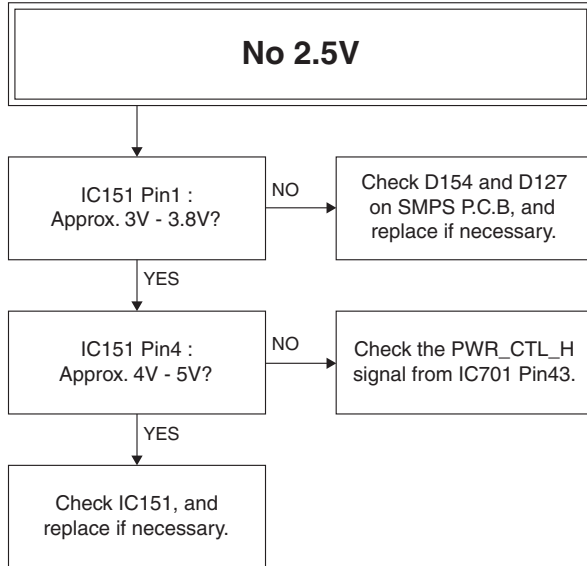 No 2.5V
IC151 Pin1 :
Approx. 3V - 3.8V?
NO
Check D154 and D127
on SMPS P.C.B, and
replace if necessary.
YES
IC151 Pin4 :
Approx. 4V - 5V?
NO
Check the PWR_CTL_H
signal from IC701 Pin43.
YES
Check IC151, and
replace if necessary.